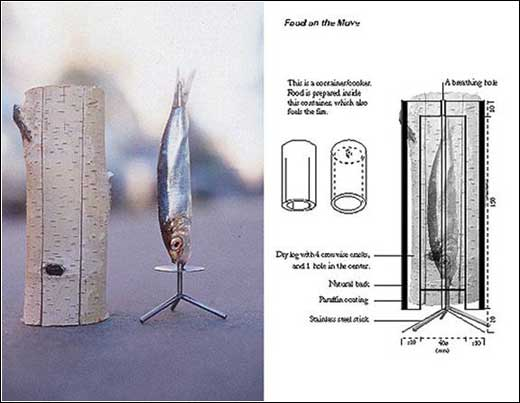 Food on the Move
This is a container/cooker.
Food is prepared inside
this container, which also
fuels the fire.
A breathing hole
Dry log with 4 crosswise cracks,
and 1 hole in the center.
Natural bark
Paraffin coating
Stainless steel stick
150
(mm)